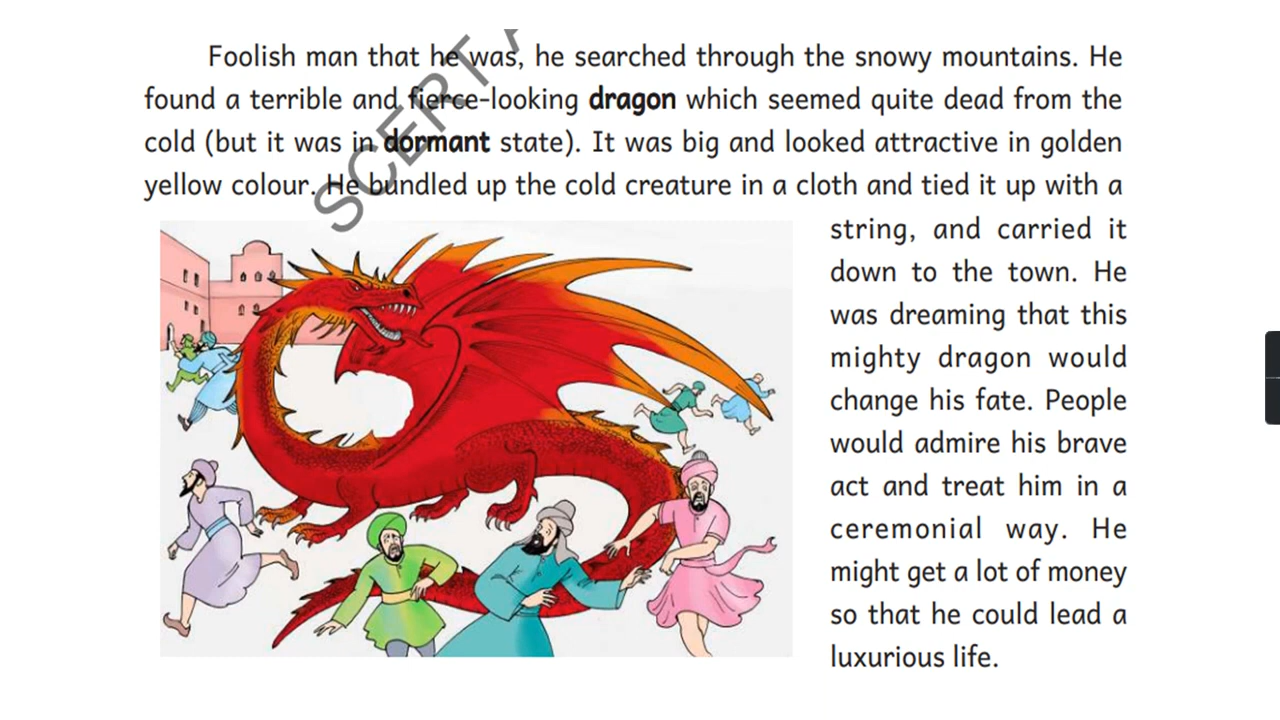 Foolish man that he was, he searched through the snowy mountains. He
found a terrible and fierce-looking dragon which seemed quite dead from the
cold (but it was in dormant state). It was big and looked attractive in golden
yellow colour. He bundled up the cold creature in a cloth and tied it up with a
string, and carried it
down to the town. He
was dreaming that this
mighty dragon would
change his fate. People
would admire his brave
act and treat him in a
ceremonial way. He
might get a lot of money
so that he could lead a
luxurious life.
SCERT